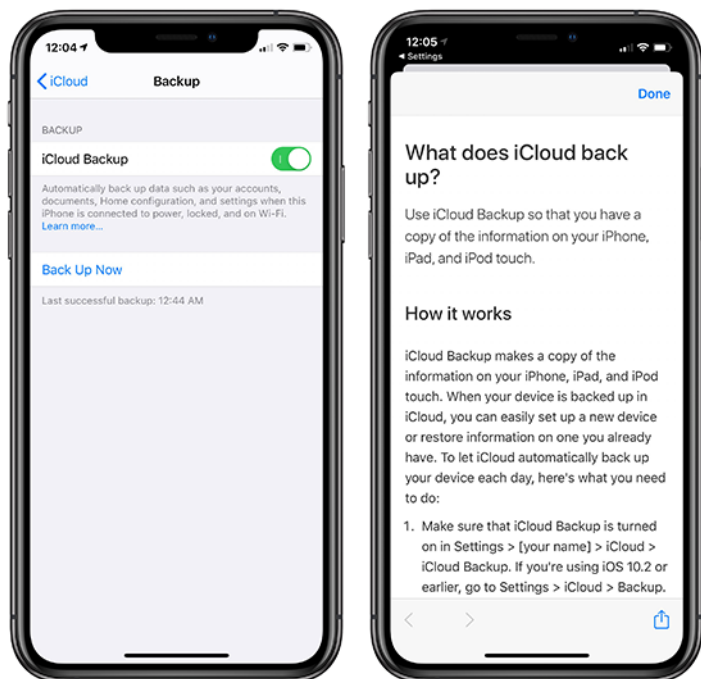 12:04
iCloud
Backup
BACKUP
iCloud Backup
Automatically back up data such as your accounts,
documents, Home configuration, and settings when this
iPhone is connected to power, locked, and on Wi-Fi.
Learn more...
Back Up Now
Last successful backup: 12:44 AM
12:05
Settings
Done
What does iCloud back
up?
Use iCloud Backup so that you have a
copy of the information on your iPhone,
iPad, and iPod touch.
How it works
iCloud Backup makes a copy of the
information on your iPhone, iPad, and iPod
touch. When your device is backed up in
iCloud, you can easily set up a new device
or restore information on one you already
have. To let iCloud automatically back up
your device each day, here's what you need
to do:
1. Make sure that iCloud Backup is turned
on in Settings > [your name] > iCloud >
iCloud Backup. If you're using iOS 10.2 or
earlier, go to Settings > iCloud > Backup.